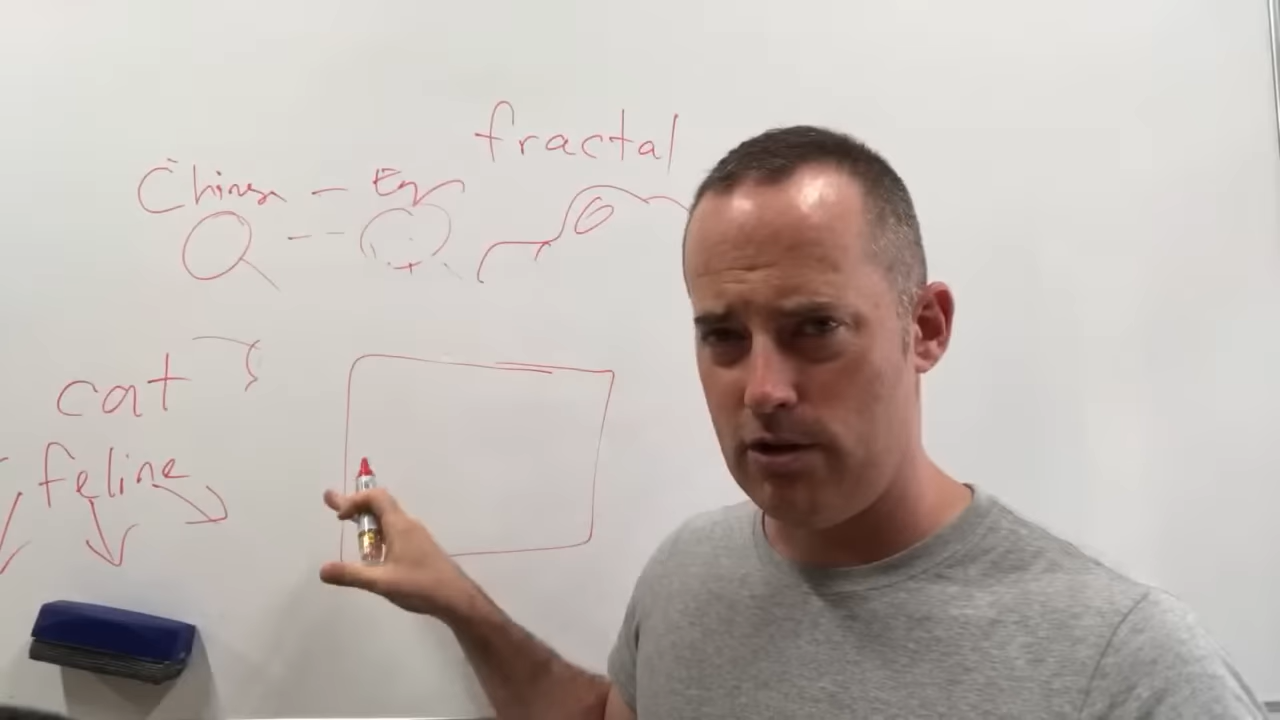 fractal
Chinese - Eng
cat
feline